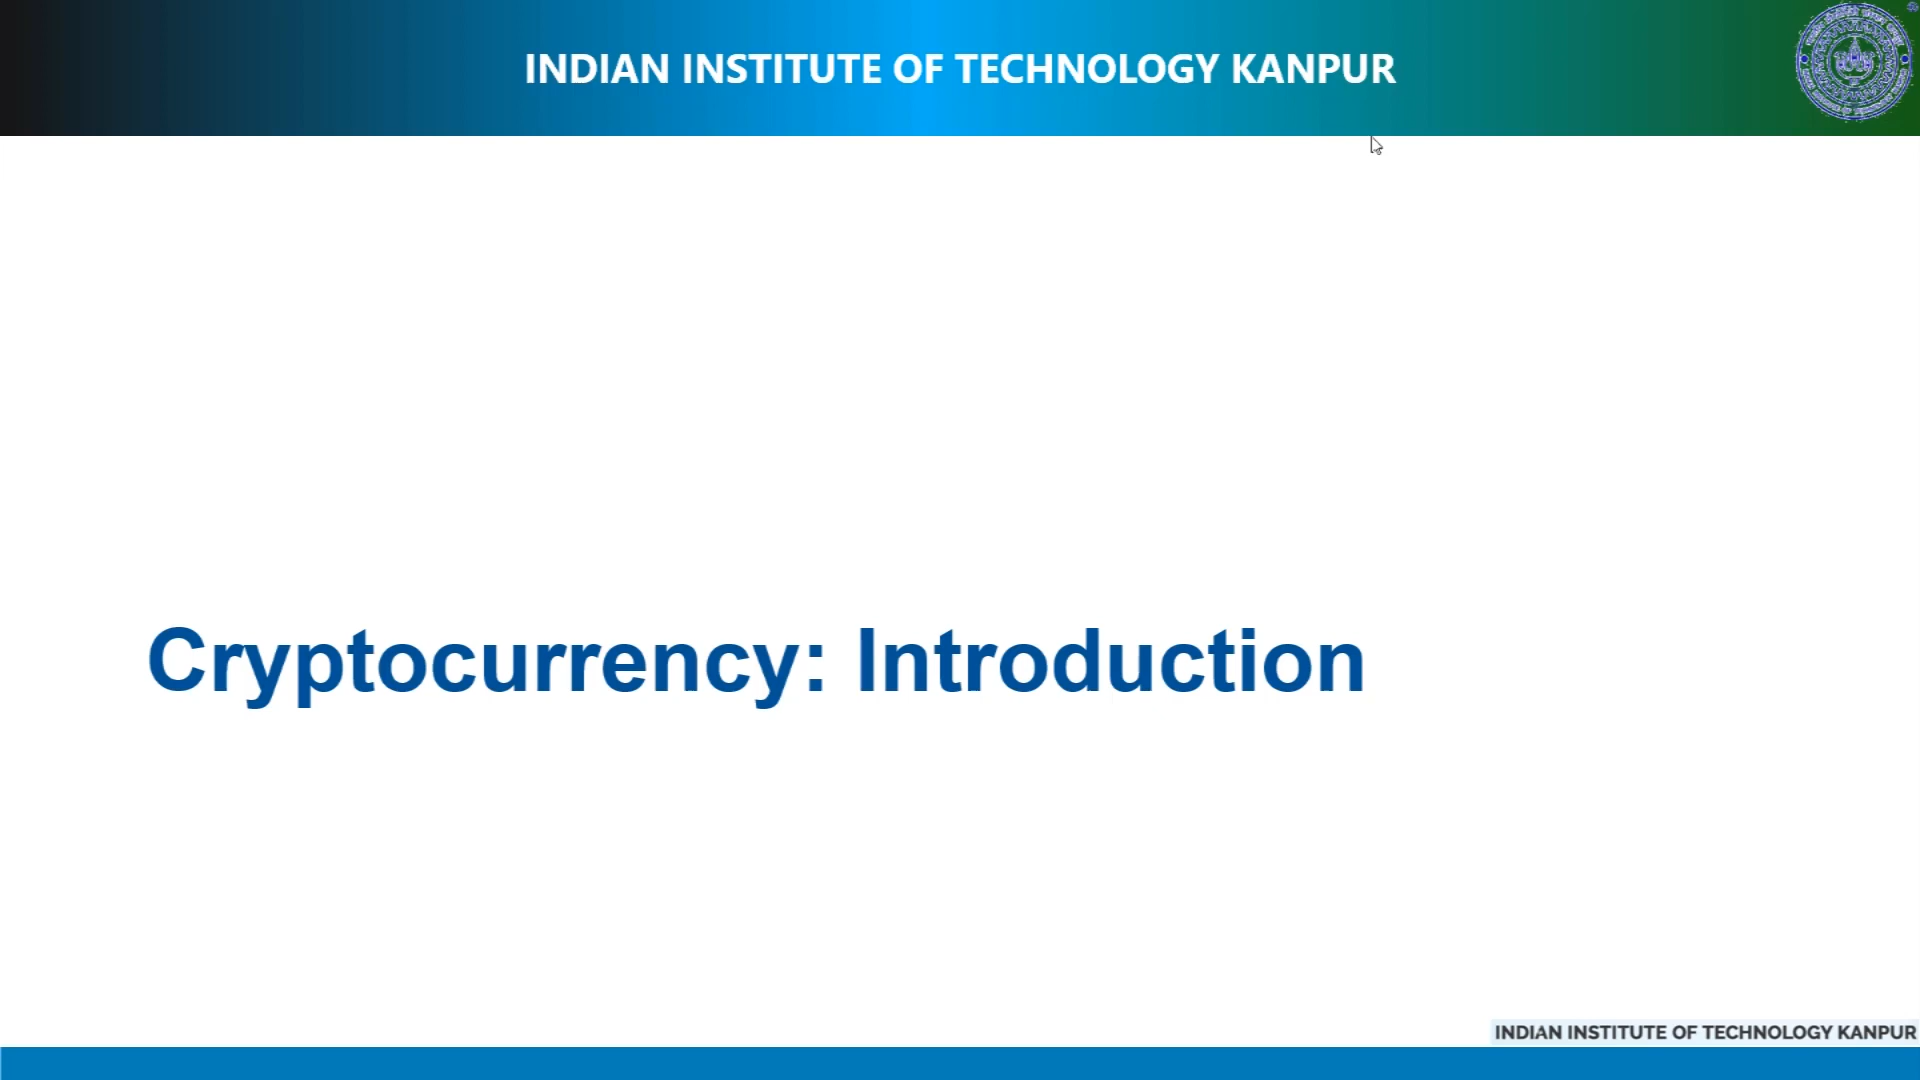 INDIAN INSTITUTE OF TECHNOLOGY KANPUR
Cryptocurrency: Introduction
INDIAN INSTITUTE OF TECHNOLOGY KANPUR